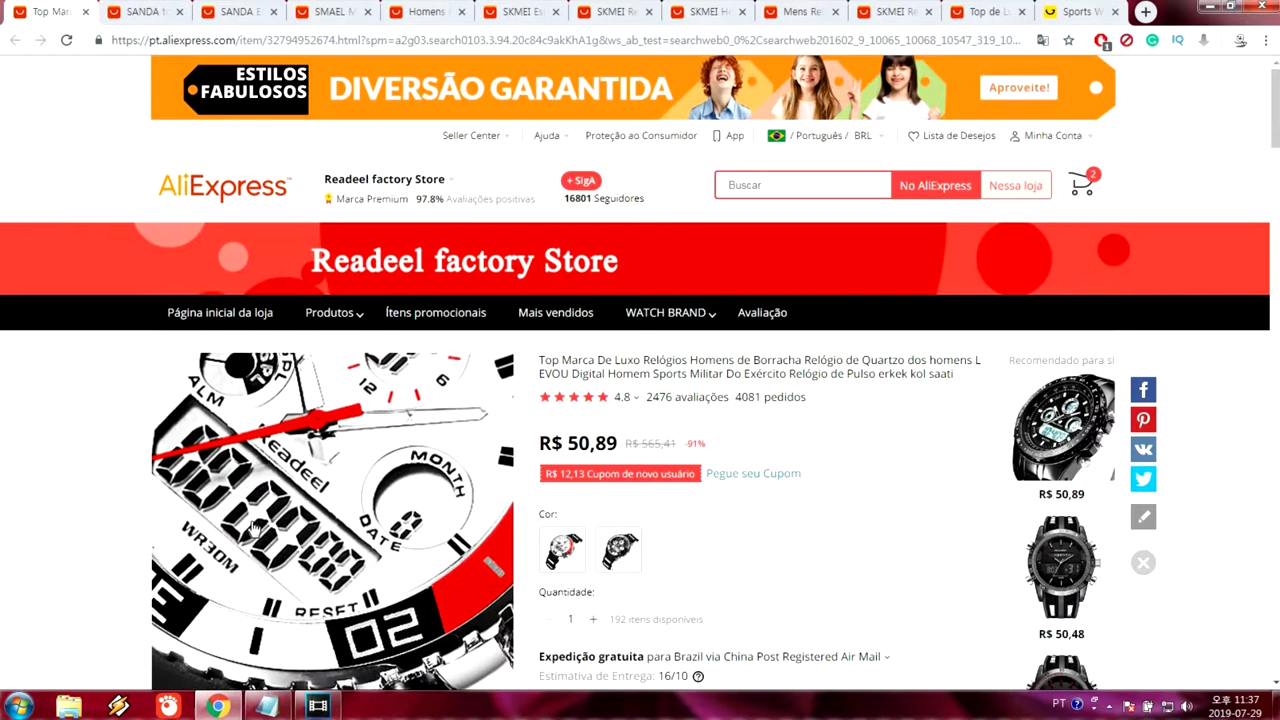 Top Mar
SANDA to
SANDA E
SMAEL M
Homens
SKMEI Es
SKMEI Re
SKMEI H
Mens Re
SKMEI Re
Top de L
Sports W
https://pt.aliexpress.com/item/32794952674.html?spm=a2g03.search0103.3.94.20c84c9akKhA1g&ws_ab_test=searchweb0_0%2Csearchweb201602_9_10065_10068_10547_319_10...
ESTILOS
FABULOSOS
DIVERSÃO GARANTIDA
Aproveite!
Seller Center
Ajuda
Proteção ao Consumidor
App
/ Português / BRL
Lista de Desejos
Minha Conta
AliExpress
Readeel factory Store
+ SigA
Marca Premium 97.8% Avaliações positivas
16801 Seguidores
Buscar
No AliExpress
Nessa loja
2
Readeel factory Store
Página inicial da loja
Produtos
Ítens promocionais
Mais vendidos
WATCH BRAND
Avaliação
ALM
12
6
Readeel
MONTH
DATE
WR30M
RESET
02
Top Marca De Luxo Relógios Homens de Borracha Relógio de Quartzo dos homens L
EVOU Digital Homem Sports Militar Do Exército Relógio de Pulso erkek kol saati
4.8 2476 avaliações 4081 pedidos
R$ 50,89 R$ 565,41 -91%
R$ 12,13 Cupom de novo usuário Pegue seu Cupom
Cor:
Quantidade:
1 + 192 itens disponíveis
Expedição gratuita para Brazil via China Post Registered Air Mail
Estimativa de Entrega: 16/10
Recomendado para si
R$ 50,89
R$ 50,48
PT
오후 11:37
2019-07-29